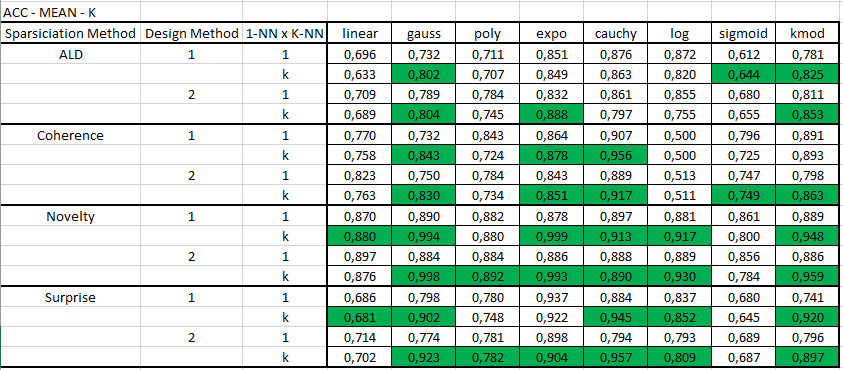 ACC - MEAN - K
Sparsiciation Method Design Method 1-NN x K-NN linear gauss poly expo cauchy log sigmoid kmod
ALD 1 1 0,696 0,732 0,711 0,851 0,876 0,872 0,612 0,781
k 0,633 0,802 0,707 0,849 0,863 0,820 0,644 0,825
2 1 0,709 0,789 0,784 0,832 0,861 0,855 0,680 0,811
k 0,689 0,804 0,745 0,888 0,797 0,755 0,655 0,853
Coherence 1 1 0,770 0,732 0,843 0,864 0,907 0,500 0,796 0,891
k 0,758 0,843 0,724 0,878 0,956 0,500 0,725 0,893
2 1 0,823 0,750 0,784 0,843 0,889 0,513 0,747 0,798
k 0,763 0,830 0,734 0,851 0,917 0,511 0,749 0,863
Novelty 1 1 0,870 0,890 0,882 0,878 0,897 0,881 0,861 0,889
k 0,880 0,994 0,880 0,999 0,913 0,917 0,800 0,948
2 1 0,897 0,884 0,884 0,886 0,888 0,889 0,856 0,886
k 0,876 0,998 0,892 0,993 0,890 0,930 0,784 0,959
Surprise 1 1 0,686 0,798 0,780 0,937 0,884 0,837 0,680 0,741
k 0,681 0,902 0,748 0,922 0,945 0,852 0,645 0,920
2 1 0,714 0,774 0,781 0,898 0,794 0,793 0,689 0,796
k 0,702 0,923 0,782 0,904 0,957 0,809 0,687 0,897